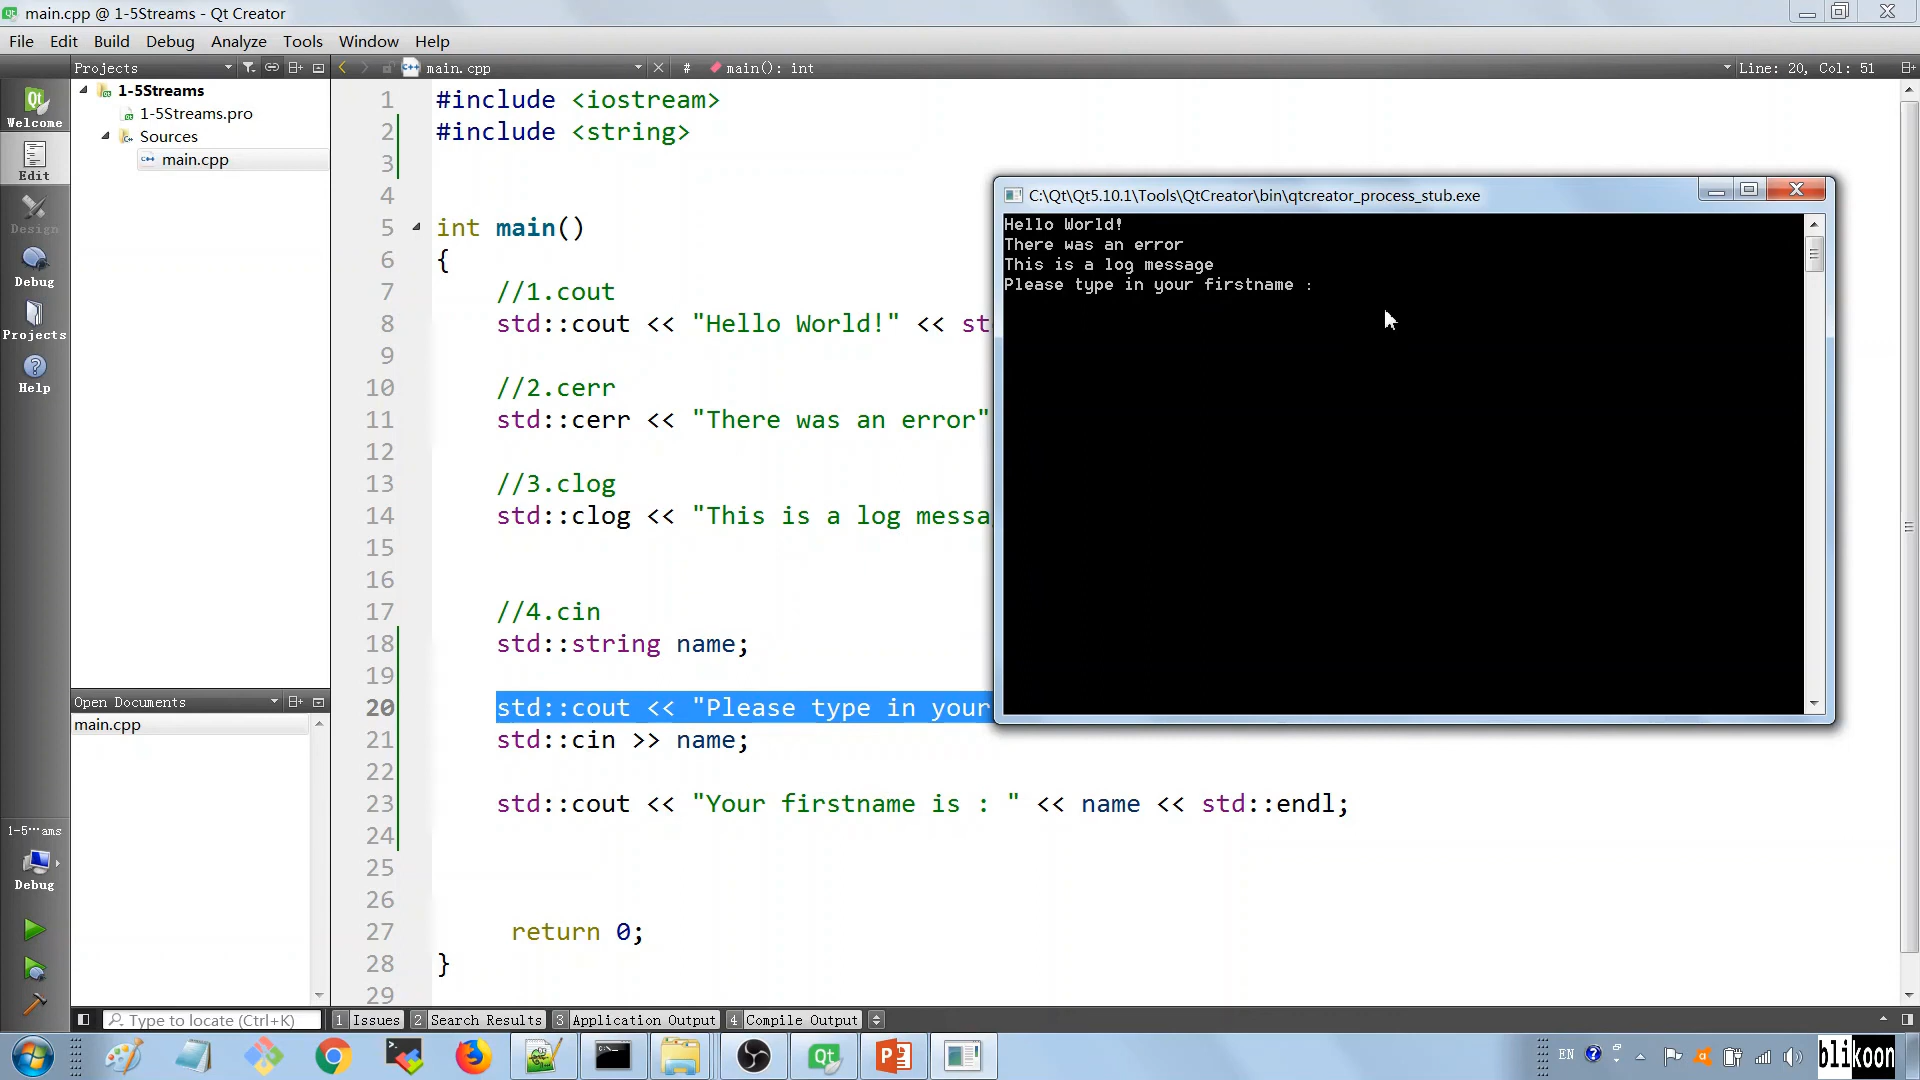 main.cpp @ 1-5Streams - Qt Creator
File Edit Build Debug Analyze Tools Window Help
Projects
main.cpp
# main(): int
Line: 20, Col: 51
Welcome
Edit
Design
Debug
Projects
Help
1-5Streams
1-5Streams.pro
Sources
main.cpp
Open Documents
main.cpp
1 #include <iostream>
2 #include <string>
3
4
5 int main()
6 {
7 //1.cout
8 std::cout << "Hello World!" << st
9
10 //2.cerr
11 std::cerr << "There was an error"
12
13 //3.clog
14 std::clog << "This is a log messa
15
16
17 //4.cin
18 std::string name;
19
20 std::cout << "Please type in your
21 std::cin >> name;
22
23 std::cout << "Your firstname is : " << name << std::endl;
24
25
26
27 return 0;
28 }
29
C:\Qt\Qt5.10.1\Tools\QtCreator\bin\qtcreator_process_stub.exe
Hello World!
There was an error
This is a log message
Please type in your firstname :
1-5···ams
Debug
Type to locate (Ctrl+K)
1 Issues
2 Search Results
3 Application Output
4 Compile Output
EN
blikoon